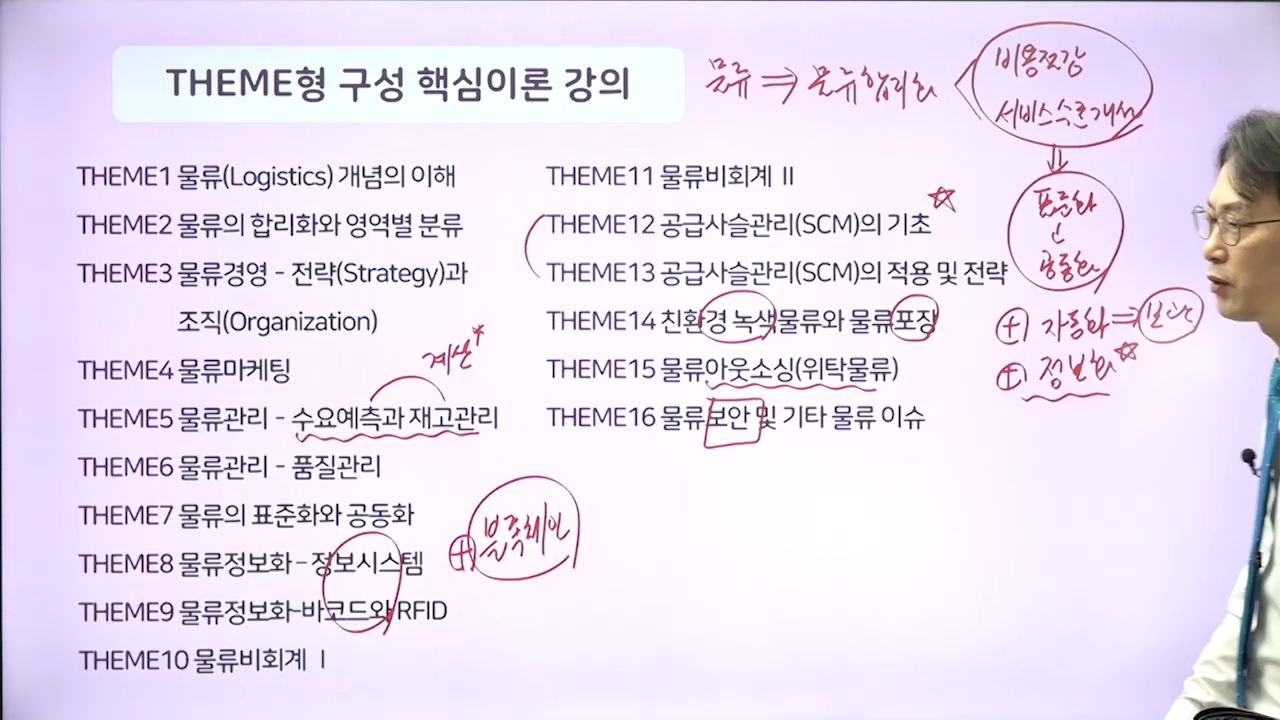 THEME형 구성 핵심이론 강의
물류 ⇒ 물류합리화
비용절감
서비스수준개선
⇓
표준화
공동화
⊕ 자동화 ⇒ 보안
⊕ 정보화 ☆
THEME1 물류(Logistics) 개념의 이해
THEME2 물류의 합리화와 영역별 분류
THEME3 물류경영 - 전략(Strategy)과
조직(Organization)
THEME4 물류마케팅
계산*
THEME5 물류관리 - 수요예측과 재고관리
THEME6 물류관리 - 품질관리
THEME7 물류의 표준화와 공동화
THEME8 물류정보화 - 정보시스템
⊕ 블록체인
THEME9 물류정보화-바코드와 RFID
THEME10 물류비회계 Ⅰ
THEME11 물류비회계 Ⅱ
THEME12 공급사슬관리(SCM)의 기초 ☆
THEME13 공급사슬관리(SCM)의 적용 및 전략
THEME14 친환경 녹색물류와 물류포장
THEME15 물류아웃소싱(위탁물류)
THEME16 물류보안 및 기타 물류 이슈